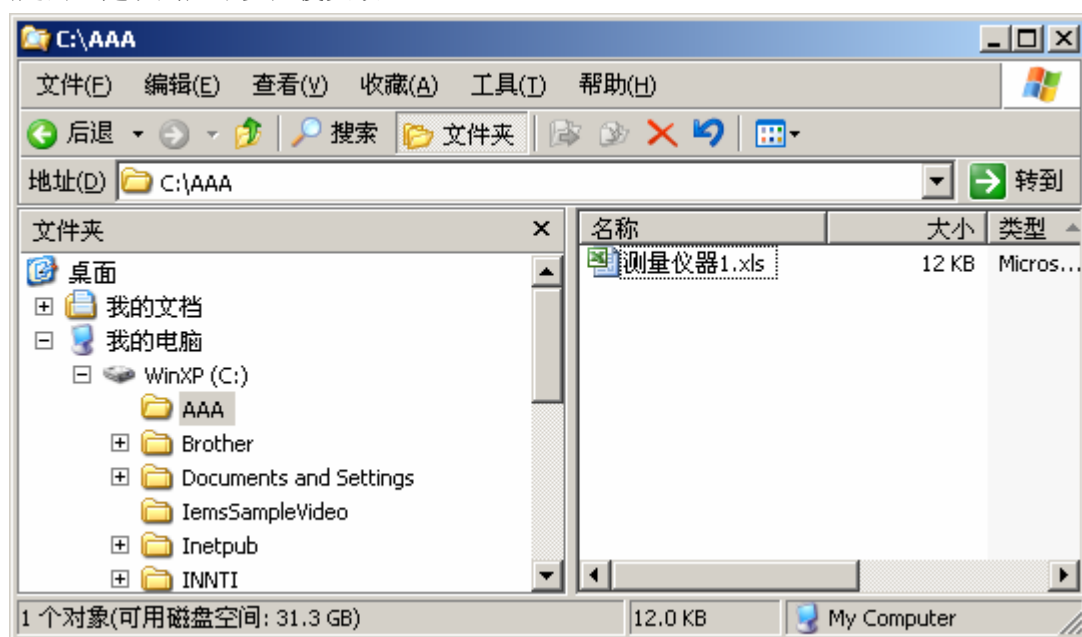 C:\AAA
文件(F) 编辑(E) 查看(V) 收藏(A) 工具(T) 帮助(H)
后退 搜索 文件夹
地址(D) C:\AAA 转到
文件夹 名称 大小 类型
测量仪器1.xls 12 KB Micros...
桌面
我的文档
我的电脑
WinXP (C:)
AAA
Brother
Documents and Settings
IemsSampleVideo
Inetpub
INNTI
1 个对象(可用磁盘空间: 31.3 GB) 12.0 KB My Computer